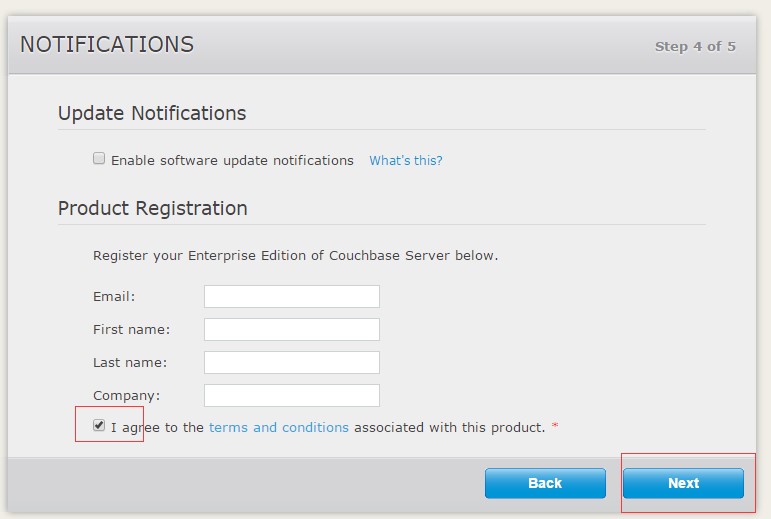 NOTIFICATIONS
Step 4 of 5
Update Notifications
Enable software update notifications What's this?
Product Registration
Register your Enterprise Edition of Couchbase Server below.
Email:
First name:
Last name:
Company:
I agree to the terms and conditions associated with this product. *
Back
Next